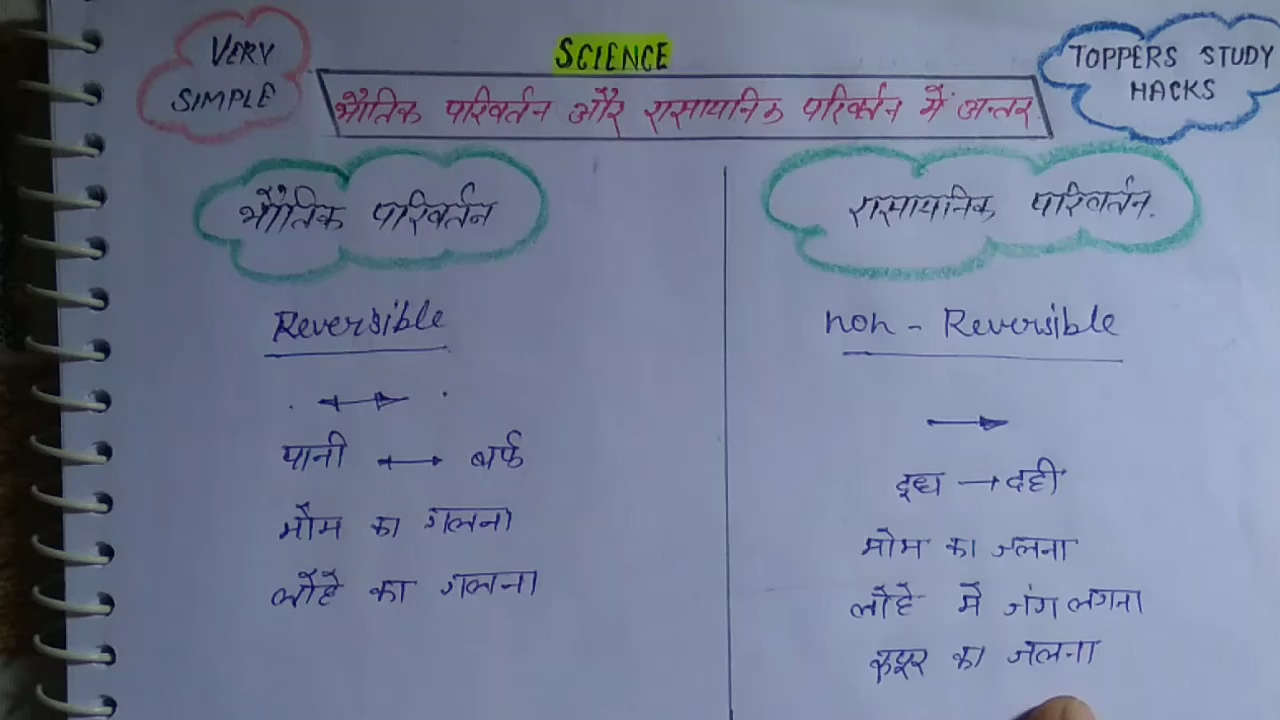 VERY
SIMPLE
SCIENCE
TOPPERS STUDY
HACKS
भौतिक परिवर्तन और रासायनिक परिवर्तन में अन्तर
भौतिक परिवर्तन
Reversible
पानी ↔ बर्फ
मोम का गलना
लोहे का गलना
रासायनिक परिवर्तन
non - Reversible
→
दूध → दही
मोम का जलना
लोहे में जंग लगना
का जलना